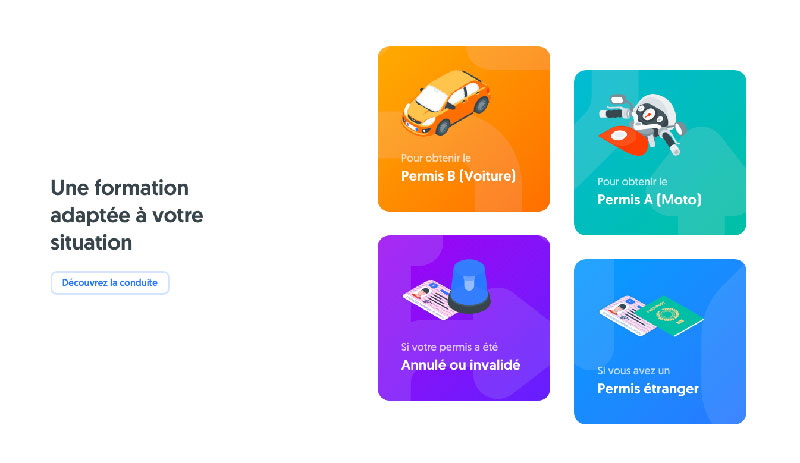 Une formation
adaptée à votre
situation
Découvrez la conduite
Pour obtenir le
Permis B (Voiture)
Pour obtenir le
Permis A (Moto)
Si votre permis a été
Annulé ou invalidé
Si vous avez un
Permis étranger